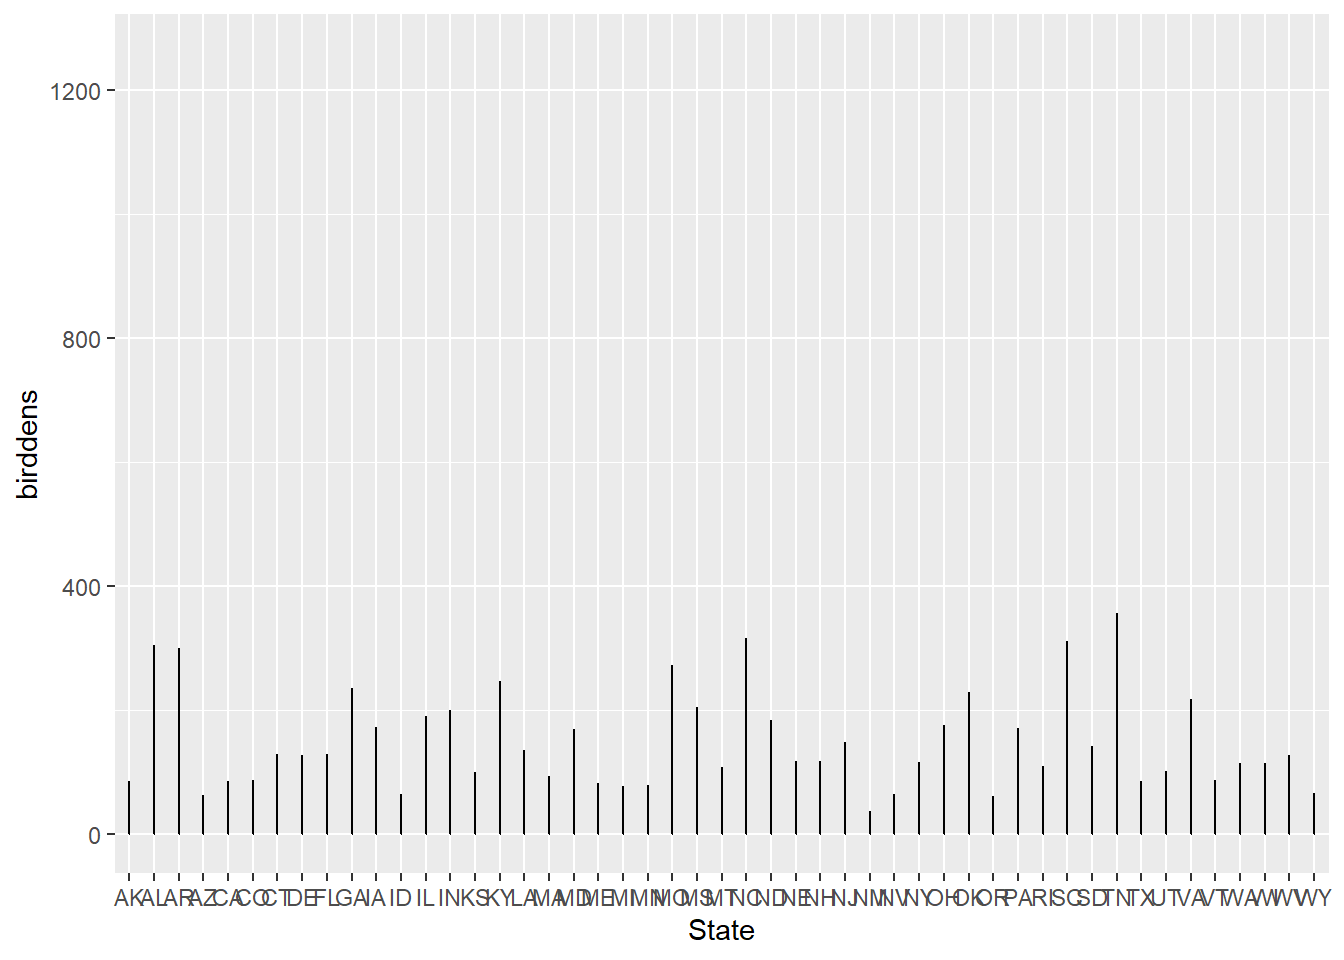 1200
800
400
0
birddens
AK AL AR AZ CA CO CT DE FL GA IA ID IL IN KS KY LA MA MD ME MI MN MO MS MT NC ND NE NH NJ NM NV NY OH OK OR PA RI SC SD TN TX UT VA VT WA WI WV WY
State